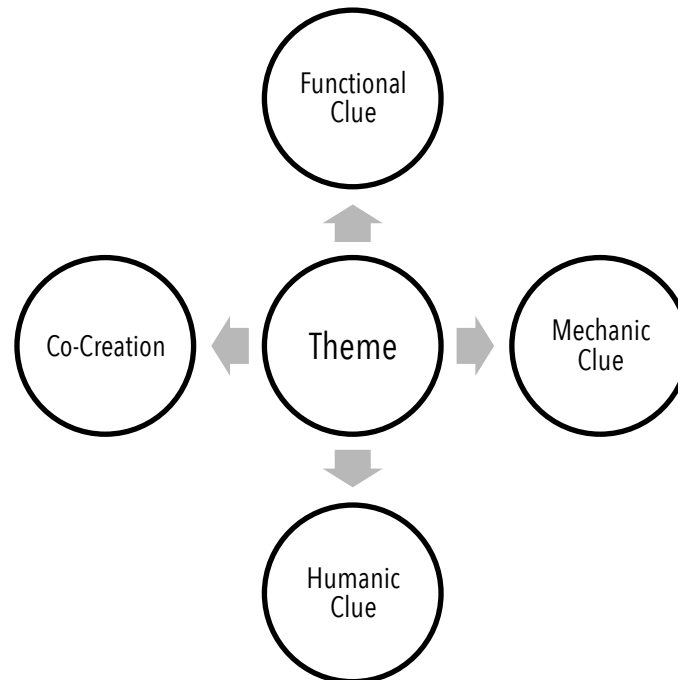 Functional
Clue
Co-Creation
Theme
Mechanic
Clue
Humanic
Clue